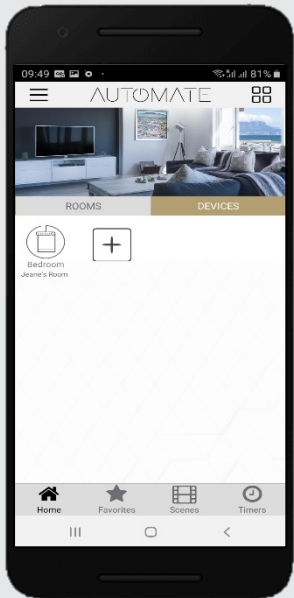 09:49 81%
AUTOMATE
ROOMS DEVICES
Bedroom
Jeane's Room
Home Favorites Scenes Timers